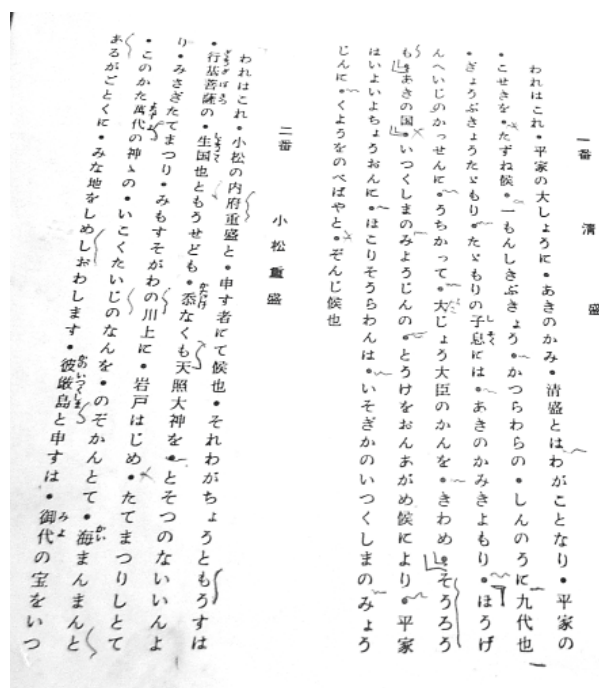 一番　清盛
われはこれ・平家の大しょうに・あきのかみ・清盛とはわがことなり・平家の
・こせきを・たずね候・一もんしきぶきょう・かつらわらの・しんのうに九代也
・ぎょうぶきょうたゞもり・たゞもりの子息には・あきのかみきよもり・ほうげ
んへいじのかっせんに・うちかって・大じょう大臣のかんを・きわめ・そうろう
も・あきの国・いつくしまのみょうじんの・とうけをおんあがめ候により・平家
はいよいよちょうおんに・ほこりそうらわんは・いそぎかのいつくしまのみょう
じんに・くようをのべばやと・ぞんじ候也
二番　小松重盛
われはこれ・小松の内府重盛と・申す者にて候也・それわがちょうともうすは
・行基菩薩の・生国也ともうせども・忝なくも天照大神を・とそつのないいんよ
り・みさぎたてまつり・みもすそがわの川上に・岩戸はじめ・たてまつりしとて
・このかた萬代の神ゝの・いこくたいじのなんを・のぞかんとて・海まんまんと
あるがごとくに・みな地をしめしおわします・彼厳島と申すは・御代の宝をいつ